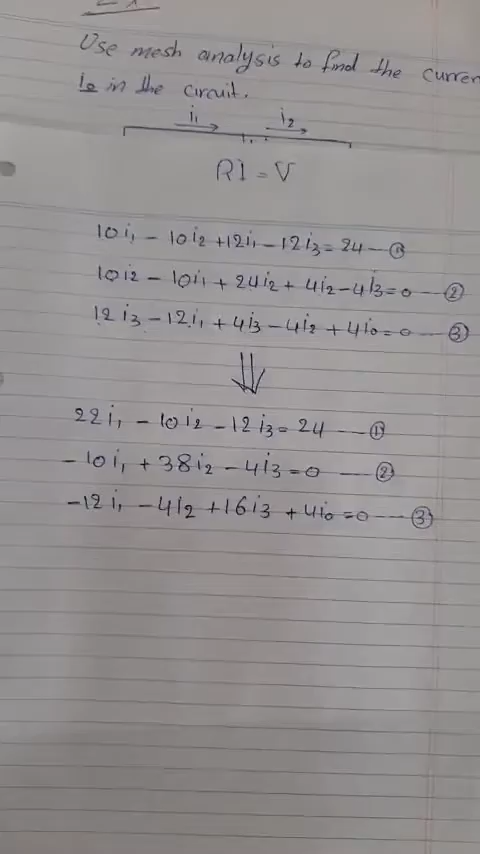 Use mesh analysis to find the curren
io in the circuit.
i₁ i₂
Ri = V
10i₁ - 10i₂ + 12i₁ - 12i₃ = 24 — ①
10i₂ - 10i₁ + 24i₂ + 4i₂ - 4i₃ = 0 — ②
12i₃ - 12i₁ + 4i₃ - 4i₂ + 4i₀ = 0 — ③
⇓
22i₁ - 10i₂ - 12i₃ = 24 — ①
-10i₁ + 38i₂ - 4i₃ = 0 — ②
-12i₁ - 4i₂ + 16i₃ + 4i₀ = 0 — ③